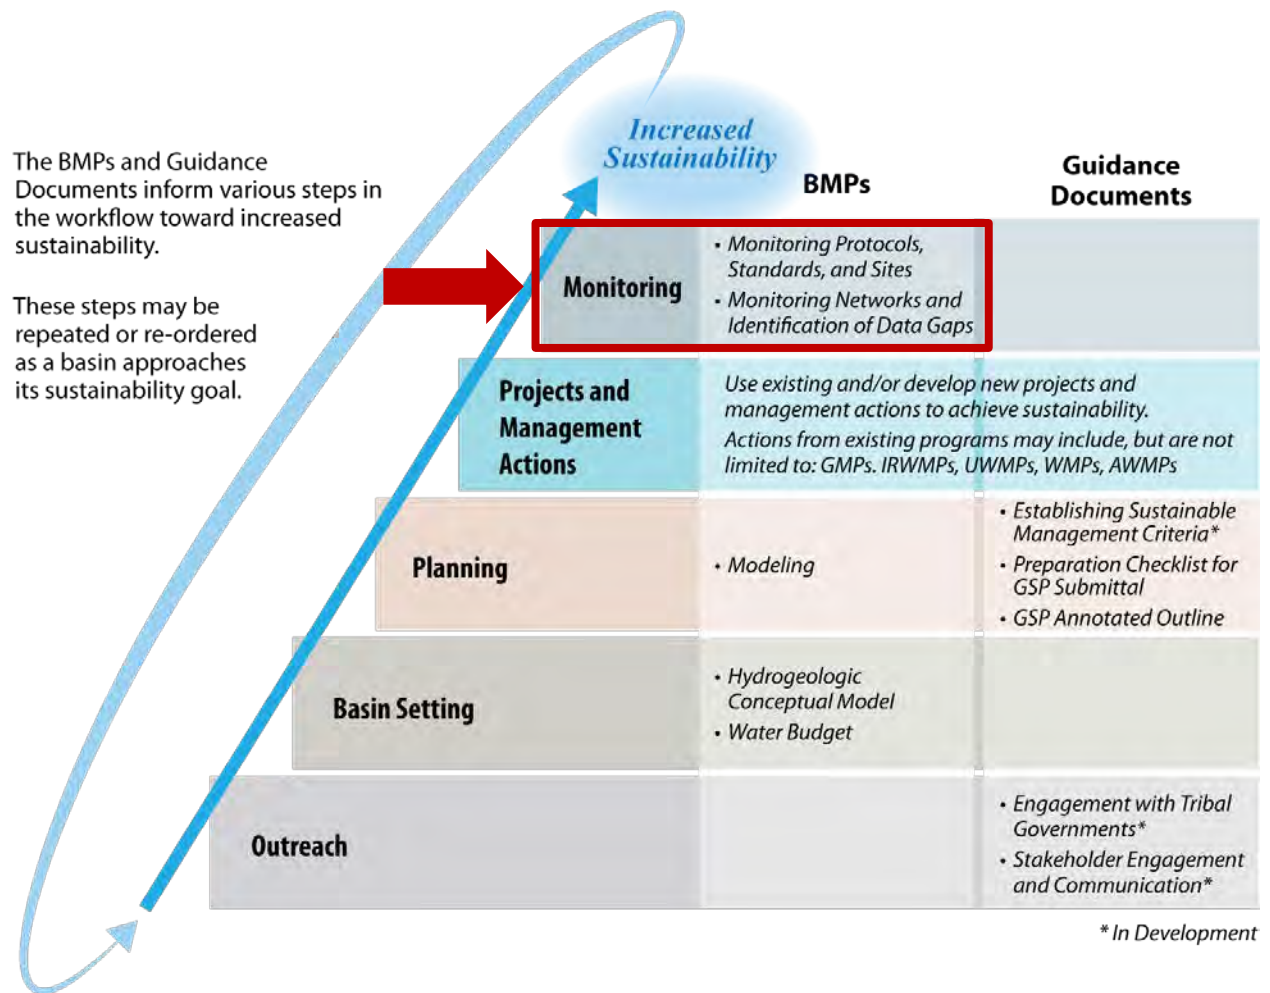 The BMPs and Guidance
Documents inform various steps in
the workflow toward increased
sustainability.
These steps may be
repeated or re-ordered
as a basin approaches
its sustainability goal.
Increased
Sustainability
BMPs
Guidance
Documents
Monitoring
• Monitoring Protocols,
Standards, and Sites
• Monitoring Networks and
Identification of Data Gaps
Projects and
Management
Actions
Use existing and/or develop new projects and
management actions to achieve sustainability.
Actions from existing programs may include, but are not
limited to: GMPs. IRWMPs, UWMPs, WMPs, AWMPs
Planning
• Modeling
• Establishing Sustainable
Management Criteria*
• Preparation Checklist for
GSP Submittal
• GSP Annotated Outline
Basin Setting
• Hydrogeologic
Conceptual Model
• Water Budget
Outreach
• Engagement with Tribal
Governments*
• Stakeholder Engagement
and Communication*
* In Development